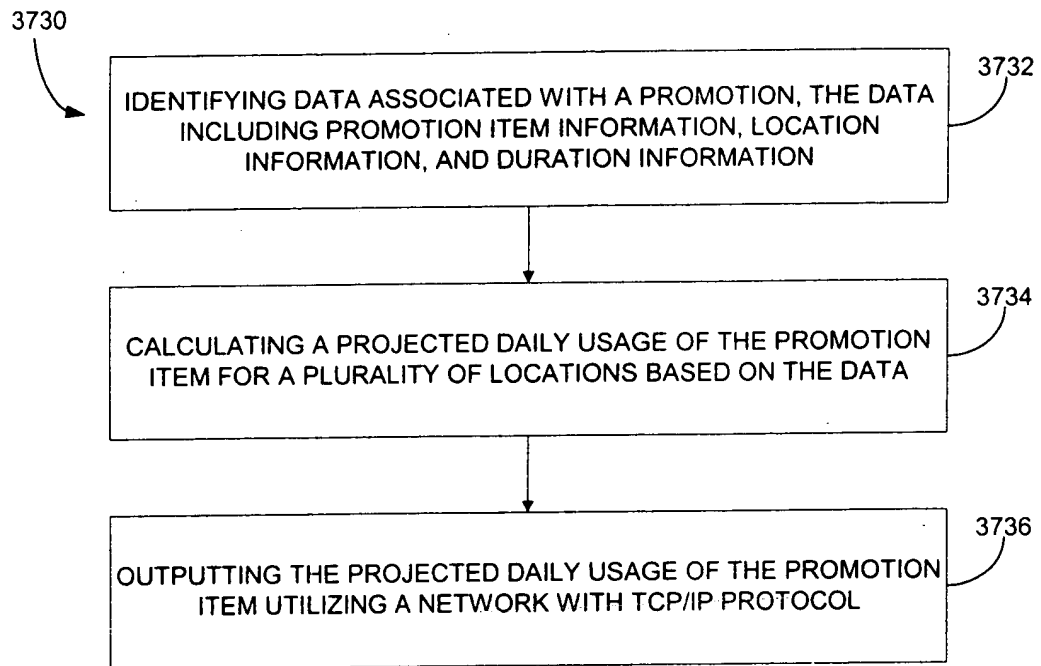 3730
3732
IDENTIFYING DATA ASSOCIATED WITH A PROMOTION, THE DATA
INCLUDING PROMOTION ITEM INFORMATION, LOCATION
INFORMATION, AND DURATION INFORMATION
3734
CALCULATING A PROJECTED DAILY USAGE OF THE PROMOTION
ITEM FOR A PLURALITY OF LOCATIONS BASED ON THE DATA
3736
OUTPUTTING THE PROJECTED DAILY USAGE OF THE PROMOTION
ITEM UTILIZING A NETWORK WITH TCP/IP PROTOCOL